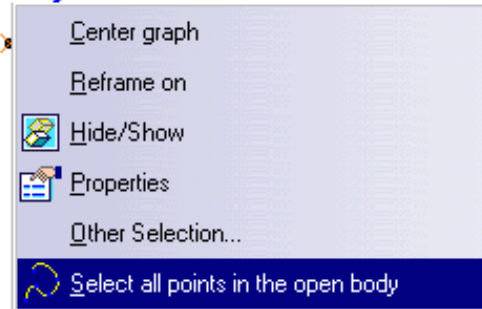 Center graph
Reframe on
Hide/Show
Properties
Other Selection...
Select all points in the open body